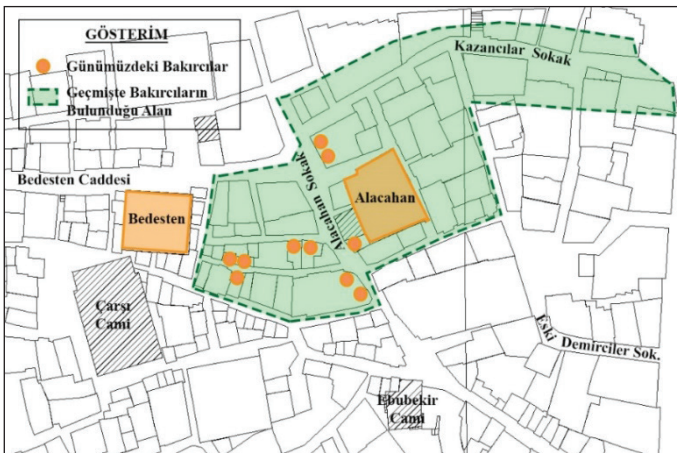 GÖSTERİM
Günümüzdeki Bakırcılar
Geçmişte Bakırcıların
Bulunduğu Alan
Kazancılar Sokak
Bedesten Caddesi
Bedesten
Alacahan Sokak
Alacahan
Çarşı
Cami
Eski Demirciler Sok.
Ebubekir
Cami